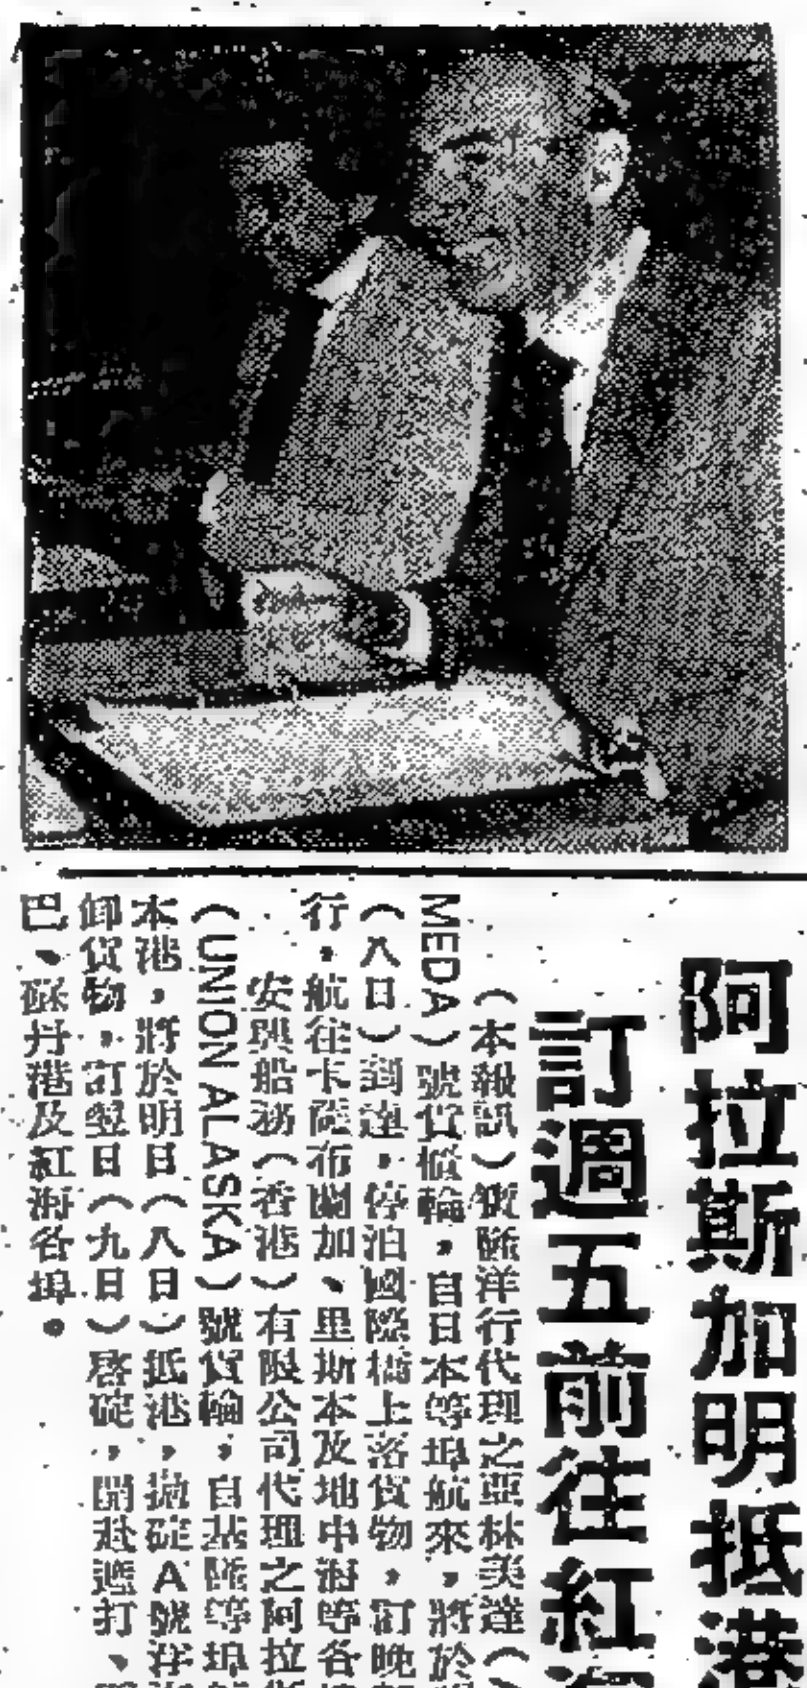 阿拉斯加明抵港
訂週五前往紅
（本報訊）俄聯洋行代理之亞林美達（
MEDA）號貨櫃輪，自日本等埠航來，將於
（八日）到達，停泊國際橋上落貨物，訂晚
行，航往卡薩布蘭加、里斯本及地中海等各
安興船務（香港）有限公司代理之阿拉斯
（UNION ALASKA）號貨輪，自基隆等埠
本港，將於明日（八日）抵港，拋碇A號浮
卸貨物，訂翌日（九日）啓碇，開赴遮打、
巴、蘇丹港及紅海各埠。